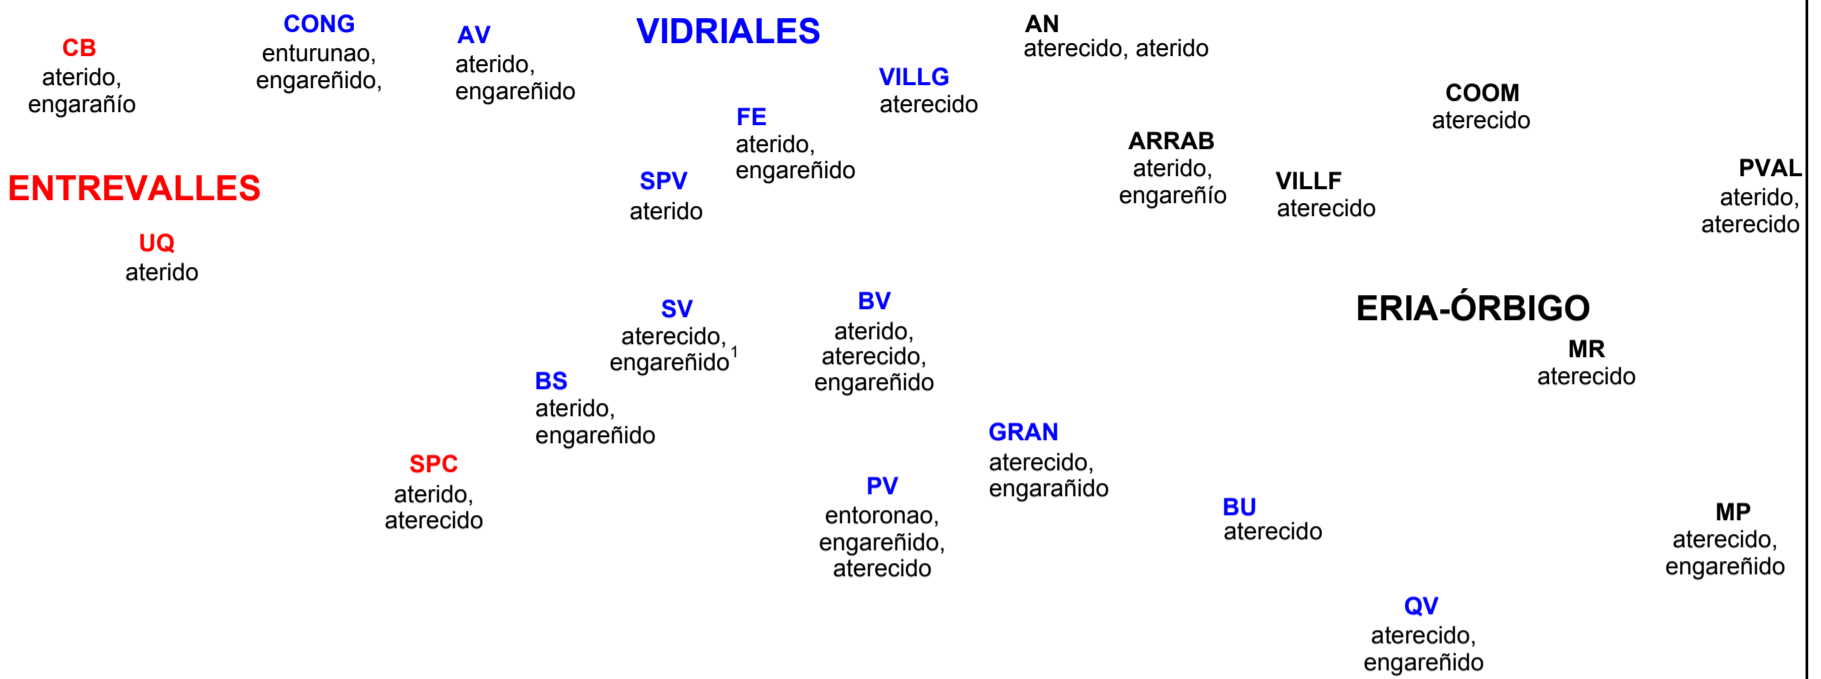 CB
aterido,
engarañío
CONG
enturunao,
engareñido,
AV
aterido,
engareñido
VIDRIALES
VILLG
aterecido
AN
aterecido, aterido
FE
aterido,
engareñido
COOM
aterecido
ARRAB
aterido,
engareñío
VILLF
aterecido
PVAL
aterido,
aterecido
ENTREVALLES
SPV
aterido
UQ
aterido
SV
aterecido,
engareñido¹
BV
aterido,
aterecido,
engareñido
ERIA-ÓRBIGO
MR
aterecido
BS
aterido,
engareñido
GRAN
aterecido,
engarañido
SPC
aterido,
aterecido
PV
entoronao,
engareñido,
aterecido
BU
aterecido
MP
aterecido,
engareñido
QV
aterecido,
engareñido